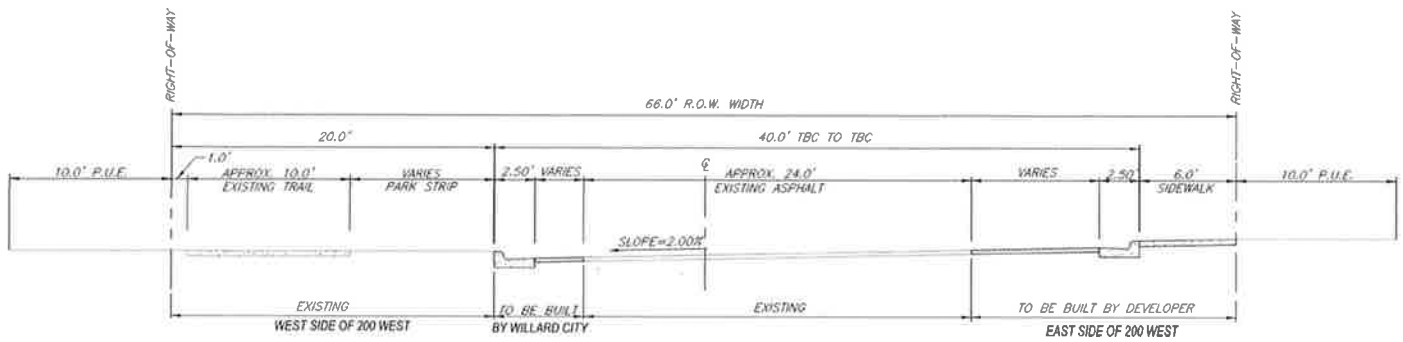 RIGHT-OF-WAY
RIGHT-OF-WAY
66.0' R.O.W. WIDTH
20.0'
40.0' TBC TO TBC
1.0'
℄
10.0' P.U.E.
APPROX. 10.0'
EXISTING TRAIL
VARIES
PARK STRIP
2.50'
VARIES
APPROX. 24.0'
EXISTING ASPHALT
VARIES
2.50'
6.0'
SIDEWALK
10.0' P.U.E.
SLOPE=2.00%
EXISTING
WEST SIDE OF 200 WEST
TO BE BUILT
BY WILLARD CITY
EXISTING
TO BE BUILT BY DEVELOPER
EAST SIDE OF 200 WEST